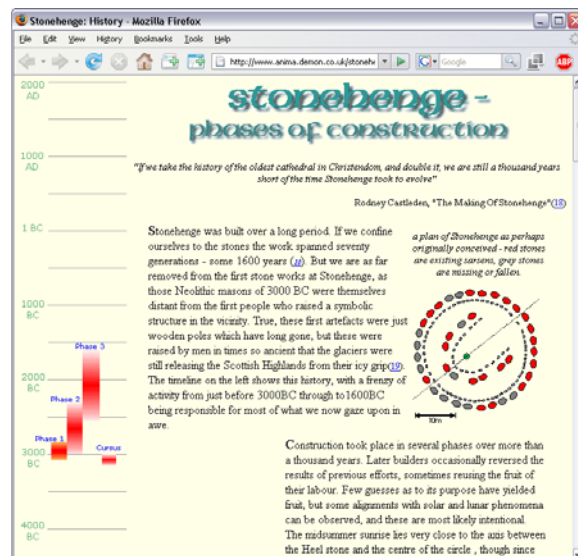 Stonehenge: History - Mozilla Firefox
File Edit View History Bookmarks Tools Help
http://www.anima.demon.co.uk/stoneh
Google
ABP
stonehenge -
phases of construction
"If we take the history of the oldest cathedral in Christendom, and double it, we are still a thousand years
short of the time Stonehenge took to evolve"
Rodney Castleden, "The Making Of Stonehenge"(18)
2000
AD
1000
AD
1 BC
1000
BC
2000
BC
3000
BC
4000
BC
Phase 3
Phase 2
Phase 1
Cursus
Stonehenge was built over a long period. If we confine
ourselves to the stones the work spanned seventy
generations - some 1600 years (18). But we are as far
removed from the first stone works at Stonehenge, as
those Neolithic masons of 3000 BC were themselves
distant from the first people who raised a symbolic
structure in the vicinity. True, these first artefacts were just
wooden poles which have long gone, but these were
raised by men in times so ancient that the glaciers were
still releasing the Scottish Highlands from their icy grip(19).
The timeline on the left shows this history, with a frenzy of
activity from just before 3000BC through to1600BC
being responsible for most of what we now gaze upon in
awe.
a plan of Stonehenge as perhaps
originally conceived - red stones
are existing sarsens, grey stones
are missing or fallen
10m
Construction took place in several phases over more than
a thousand years. Later builders occasionally reversed the
results of previous efforts, sometimes reusing the fruit of
their labour. Few guesses as to its purpose have yielded
fruit, but some alignments with solar and lunar phenomena
can be observed, and these are most likely intentional.
The midsummer sunrise lies very close to the axis between
the Heel stone and the centre of the circle , though since